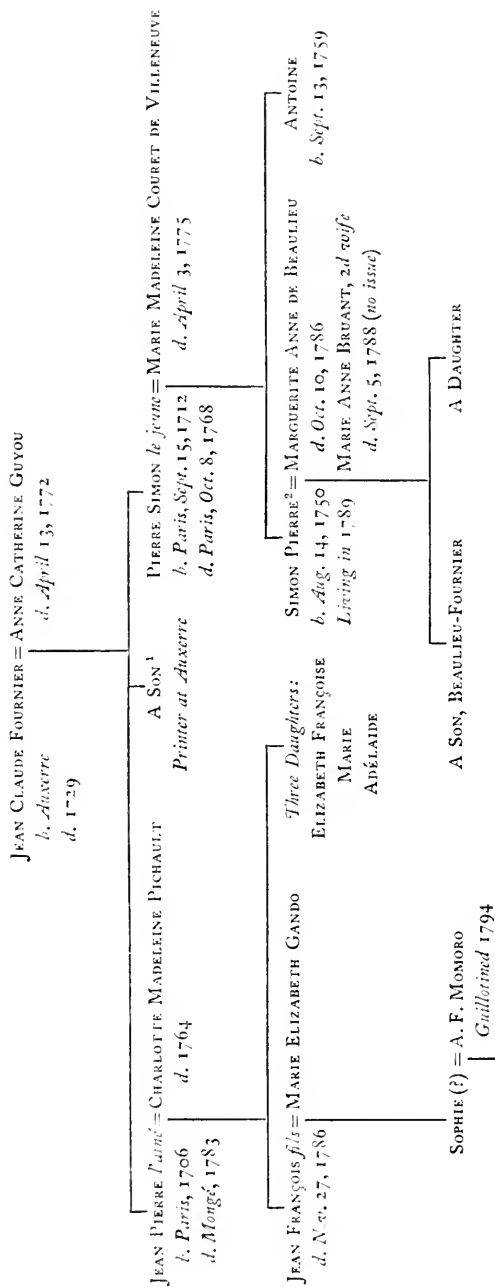 JEAN CLAUDE FOURNIER = ANNE CATHERINE GUYOU
b. Auxerre
d. 1729
d. April 13, 1772
JEAN PIERRE l'aîné = CHARLOTTE MADELEINE PICHAULT
b. Paris, 1706
d. Mongé, 1783
d. 1764
A SON¹
Printer at Auxerre
PIERRE SIMON le jeune = MARIE MADELEINE COURET DE VILLENEUVE
b. Paris, Sept. 15, 1712
d. Paris, Oct. 8, 1768
d. April 3, 1775
JEAN FRANÇOIS fils = MARIE ELIZABETH GANDO
d. Nov. 27, 1786
Three Daughters:
ELIZABETH FRANÇOISE
MARIE
ADÉLAIDE
SIMON PIERRE² = MARGUERITE ANNE DE BEAULIEU
b. Aug. 14, 1750
Living in 1789
d. Oct. 10, 1786
MARIE ANNE BRUANT, 2d wife
d. Sept. 5, 1788 (no issue)
ANTOINE
b. Sept. 13, 1759
SOPHIE (?) = A. F. MOMORO
Guillotined 1794
A SON, BEAULIEU-FOURNIER
A DAUGHTER